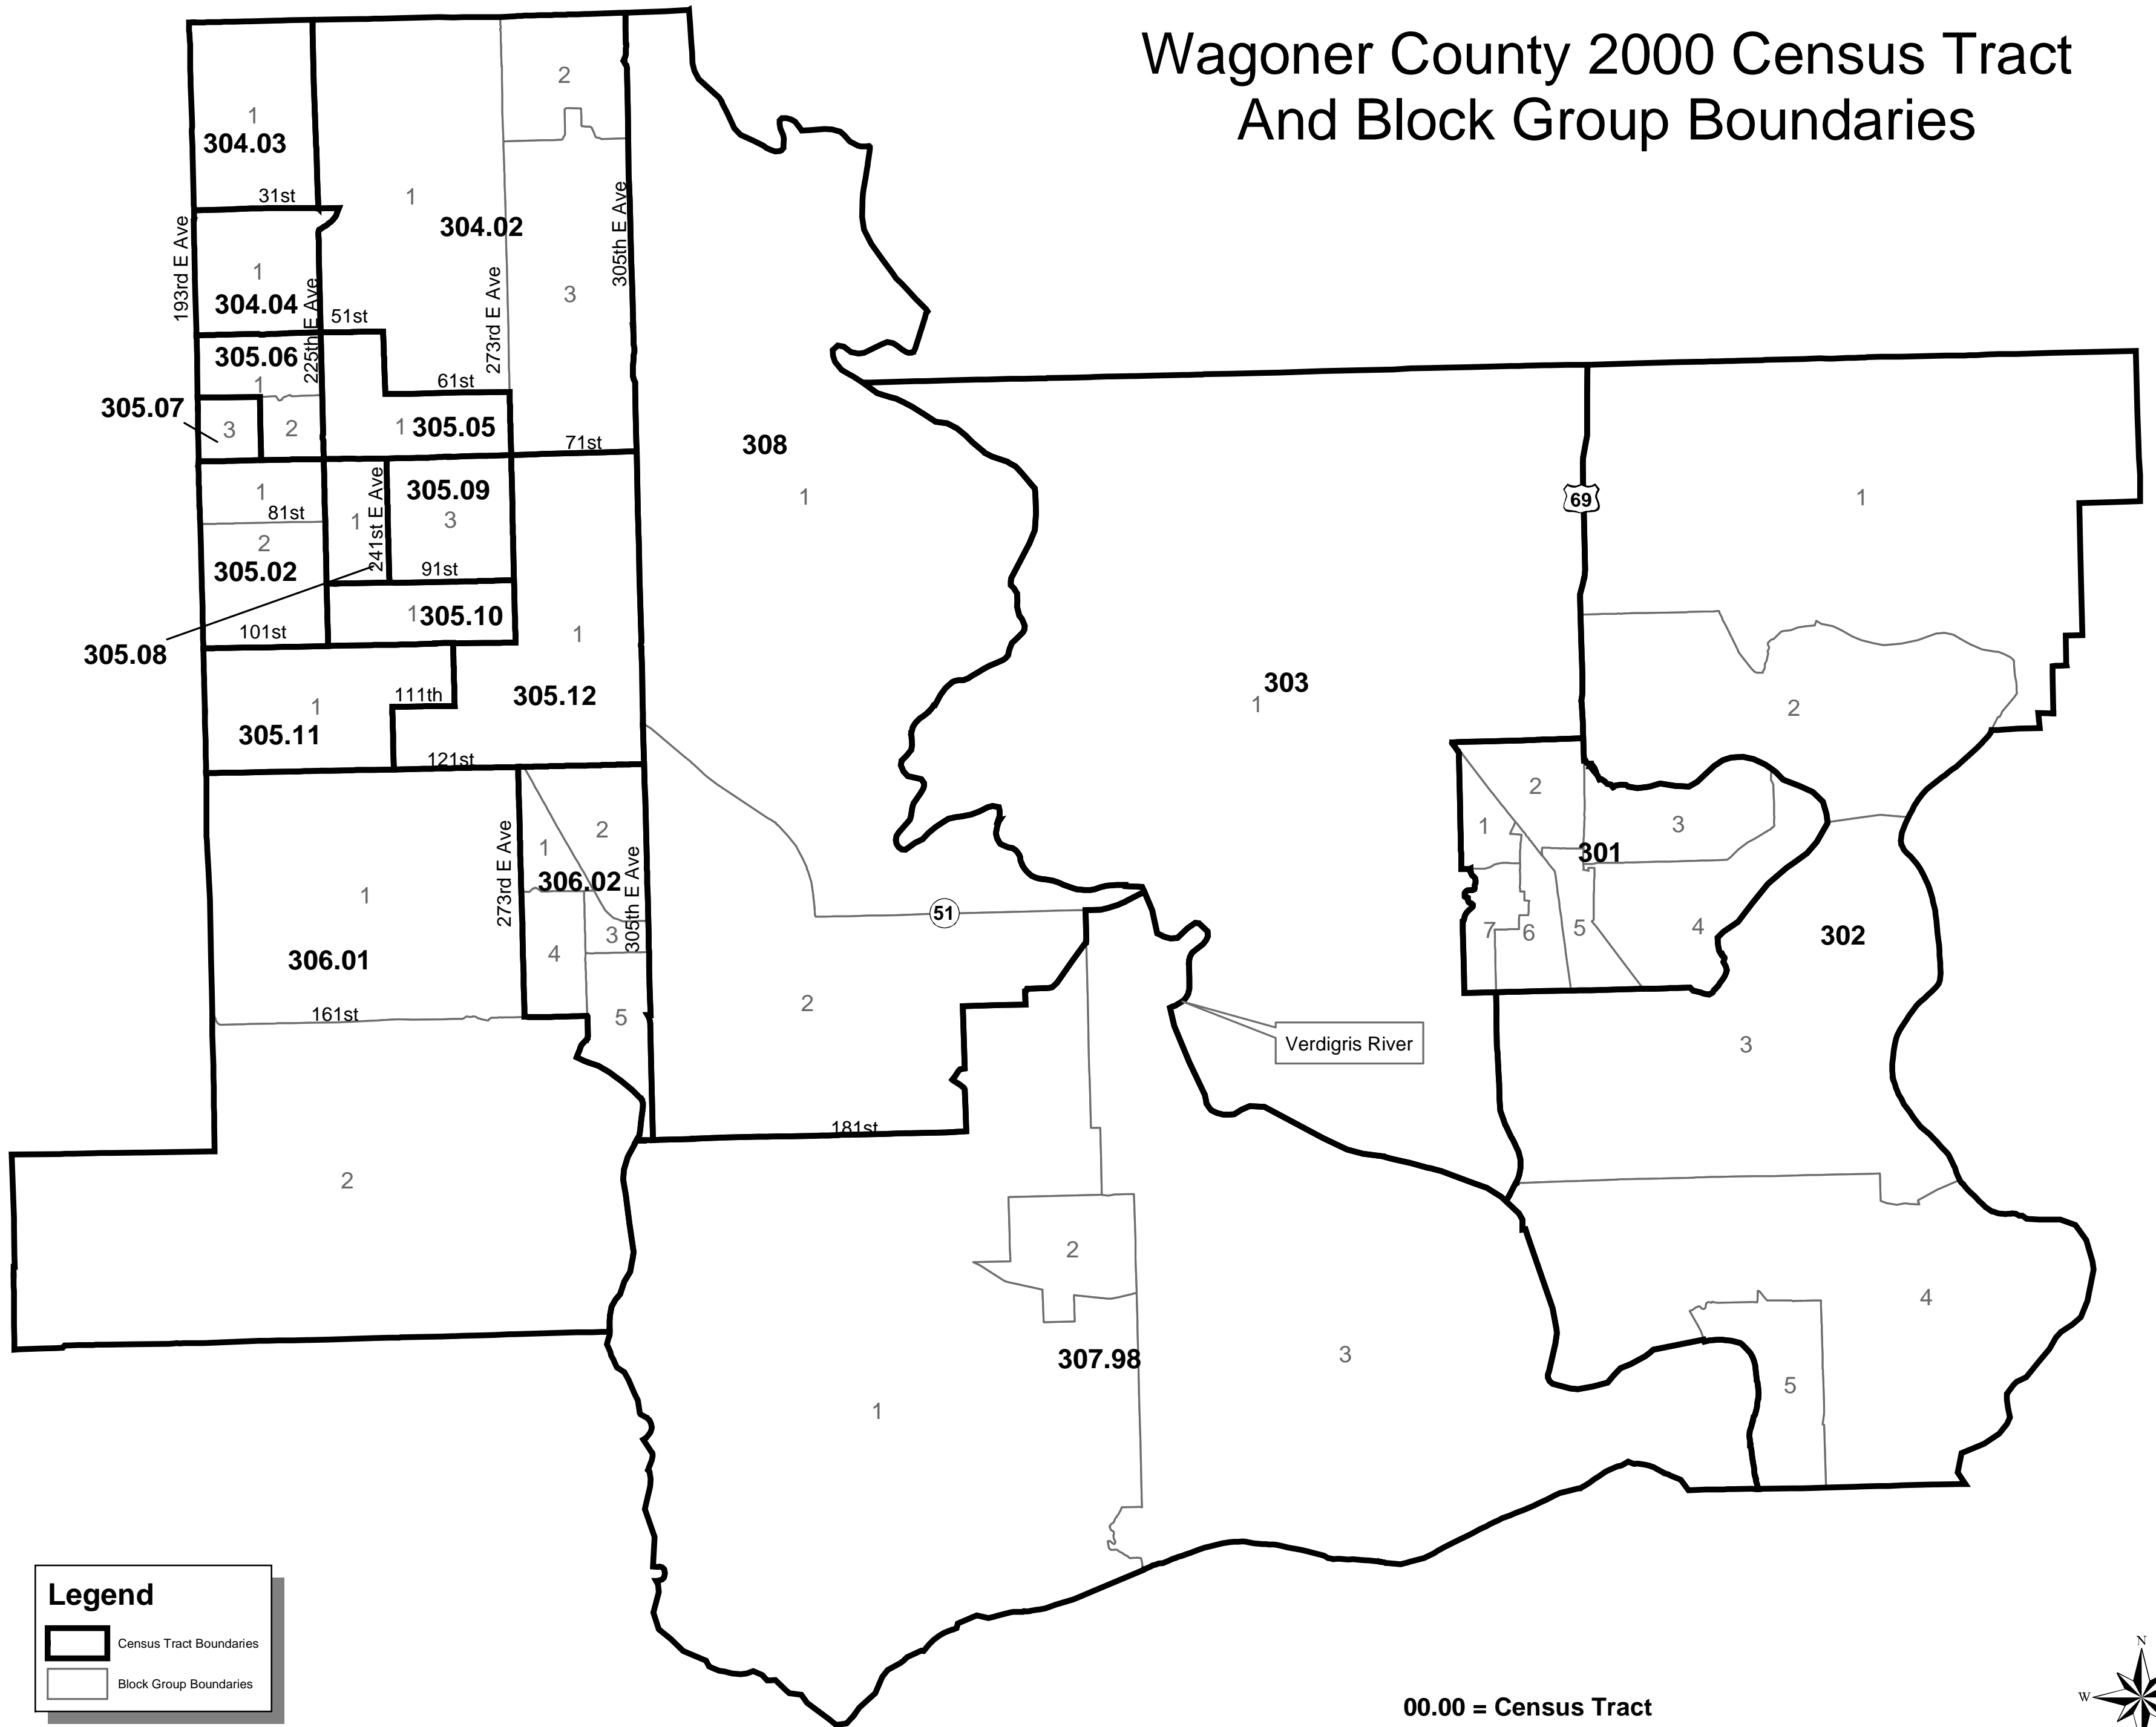 Wagoner County 2000 Census Tract
And Block Group Boundaries
2
1
304.03
31st
1
304.02
305th E Ave
193rd E Ave
1
304.04
225th E Ave
51st
273rd E Ave
3
305.06
1
61st
305.07
3
2
1
305.05
71st
308
1
1
81st
2
305.02
1
241st E Ave
305.09
3
91st
1
305.10
101st
305.08
1
305.12
111th
1
305.11
121st
69
1
303
1
2
2
1
3
301
7
6
5
4
302
3
273rd E Ave
1
2
306.02
305th E Ave
1
306.01
4
3
5
161st
51
2
Verdigris River
181st
2
2
307.98
3
1
4
5
Legend
Census Tract Boundaries
Block Group Boundaries
00.00 = Census Tract
N
W